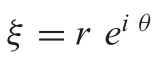 ξ = r e^{i θ}